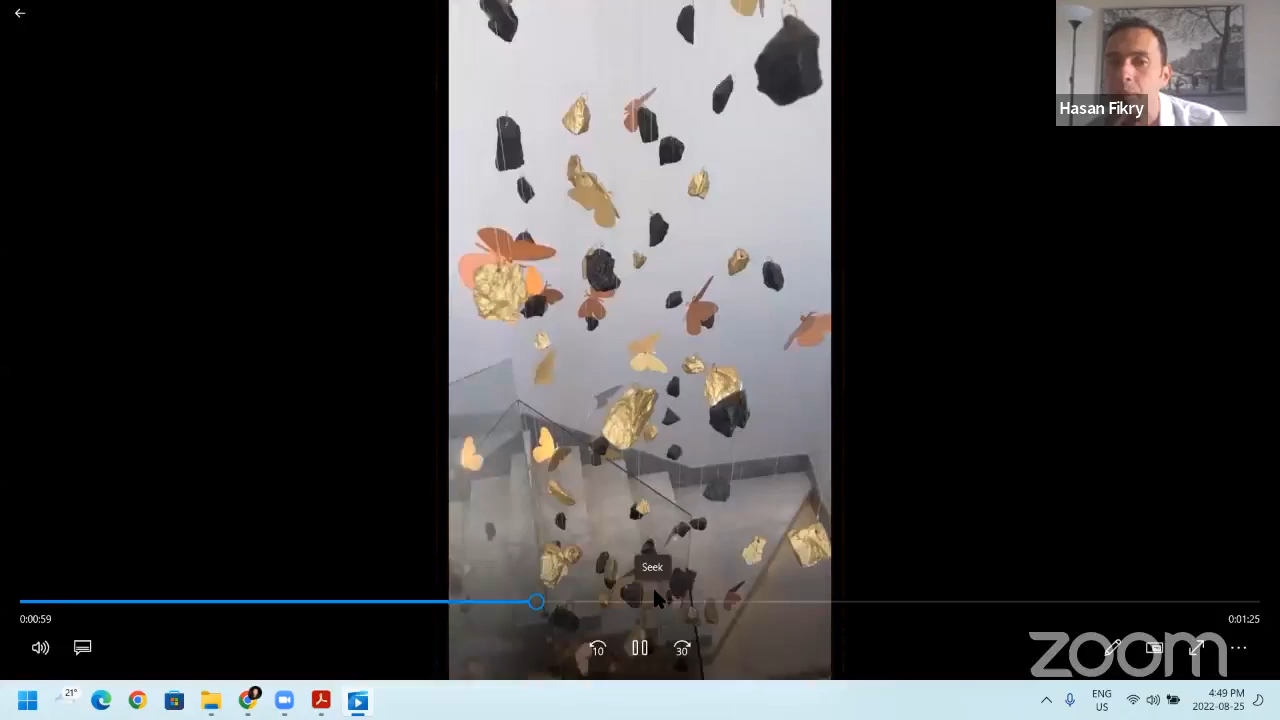 Hasan Fikry
Seek
0:00:59
0:01:25
10
30
zoom
21°
ENG
US
4:49 PM
2022-08-25